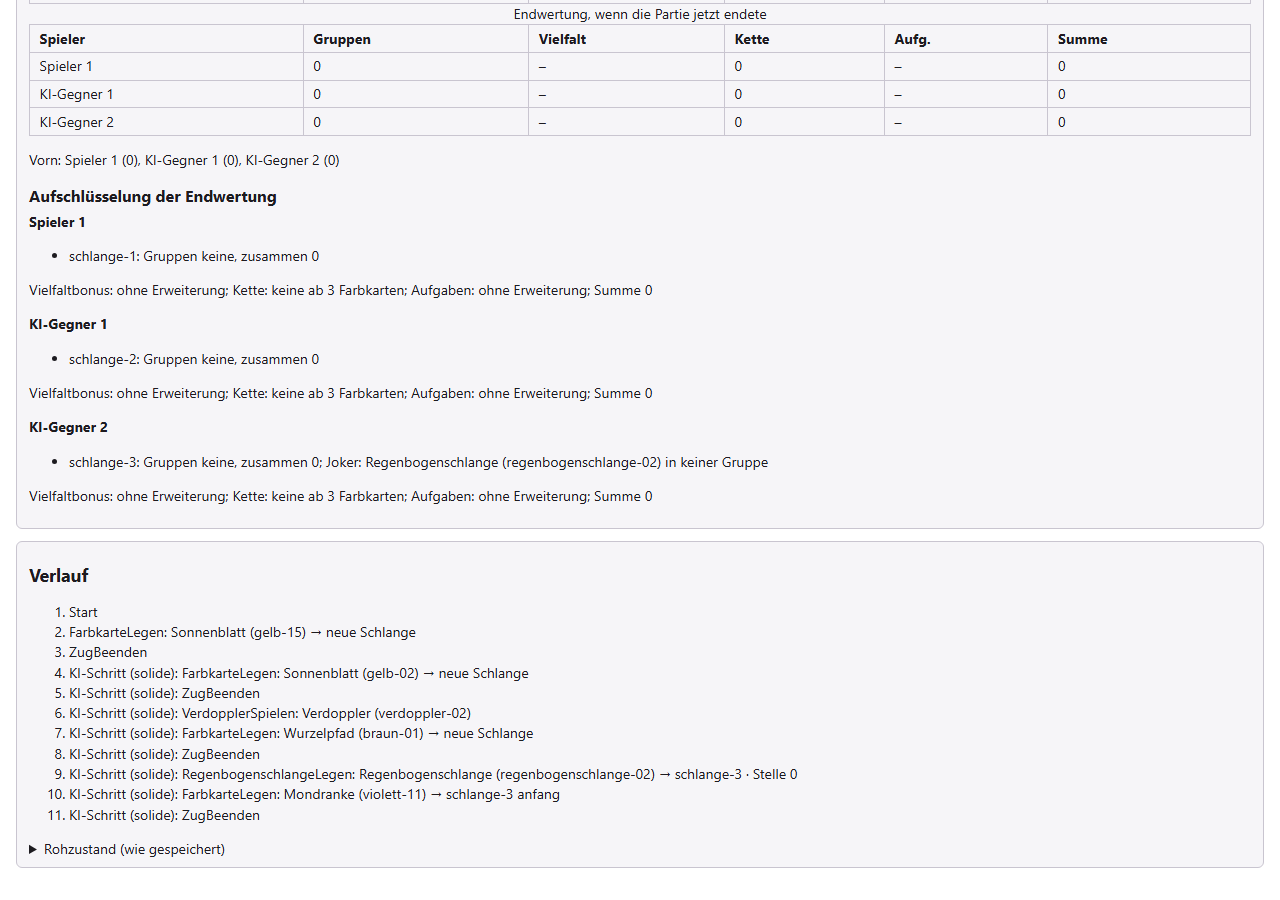 Endwertung, wenn die Partie jetzt endete
Spieler Gruppen Vielfalt Kette Aufg. Summe
Spieler 1 0 – 0 – 0
KI-Gegner 1 0 – 0 – 0
KI-Gegner 2 0 – 0 – 0
Vorn: Spieler 1 (0), KI-Gegner 1 (0), KI-Gegner 2 (0)
Aufschlüsselung der Endwertung
Spieler 1
• schlange-1: Gruppen keine, zusammen 0
Vielfaltbonus: ohne Erweiterung; Kette: keine ab 3 Farbkarten; Aufgaben: ohne Erweiterung; Summe 0
KI-Gegner 1
• schlange-2: Gruppen keine, zusammen 0
Vielfaltbonus: ohne Erweiterung; Kette: keine ab 3 Farbkarten; Aufgaben: ohne Erweiterung; Summe 0
KI-Gegner 2
• schlange-3: Gruppen keine, zusammen 0; Joker: Regenbogenschlange (regenbogenschlange-02) in keiner Gruppe
Vielfaltbonus: ohne Erweiterung; Kette: keine ab 3 Farbkarten; Aufgaben: ohne Erweiterung; Summe 0
Verlauf
1. Start
2. FarbkarteLegen: Sonnenblatt (gelb-15) → neue Schlange
3. ZugBeenden
4. KI-Schritt (solide): FarbkarteLegen: Sonnenblatt (gelb-02) → neue Schlange
5. KI-Schritt (solide): ZugBeenden
6. KI-Schritt (solide): VerdopplerSpielen: Verdoppler (verdoppler-02)
7. KI-Schritt (solide): FarbkarteLegen: Wurzelpfad (braun-01) → neue Schlange
8. KI-Schritt (solide): ZugBeenden
9. KI-Schritt (solide): RegenbogenschlangeLegen: Regenbogenschlange (regenbogenschlange-02) → schlange-3 · Stelle 0
10. KI-Schritt (solide): FarbkarteLegen: Mondranke (violett-11) → schlange-3 anfang
11. KI-Schritt (solide): ZugBeenden
▶ Rohzustand (wie gespeichert)